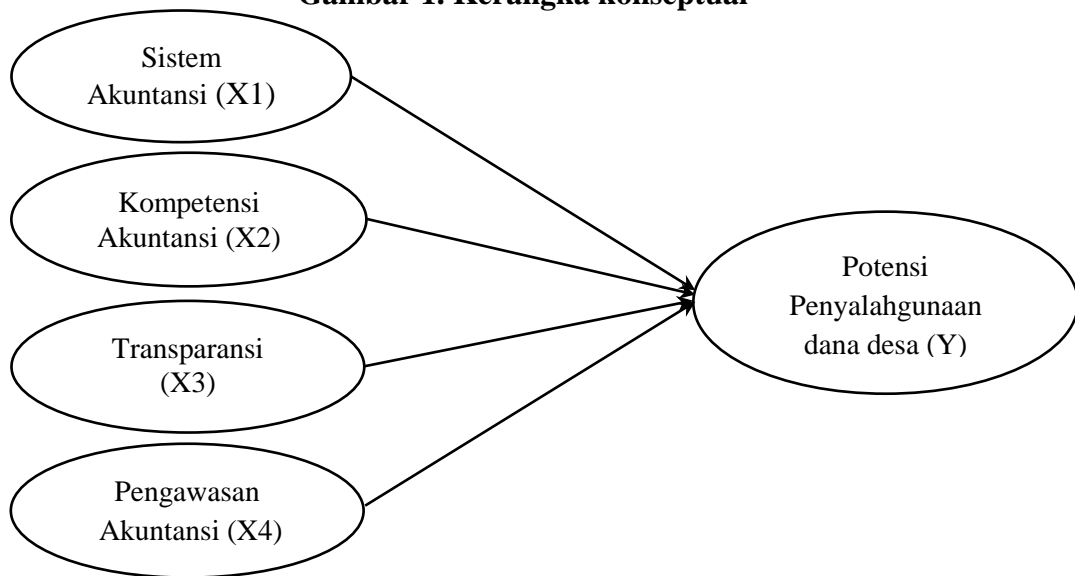 Gambar 1. Kerangka konseptual
Sistem
Akuntansi (X1)
Kompetensi
Akuntansi (X2)
Transparansi
(X3)
Pengawasan
Akuntansi (X4)
Potensi
Penyalahgunaan
dana desa (Y)